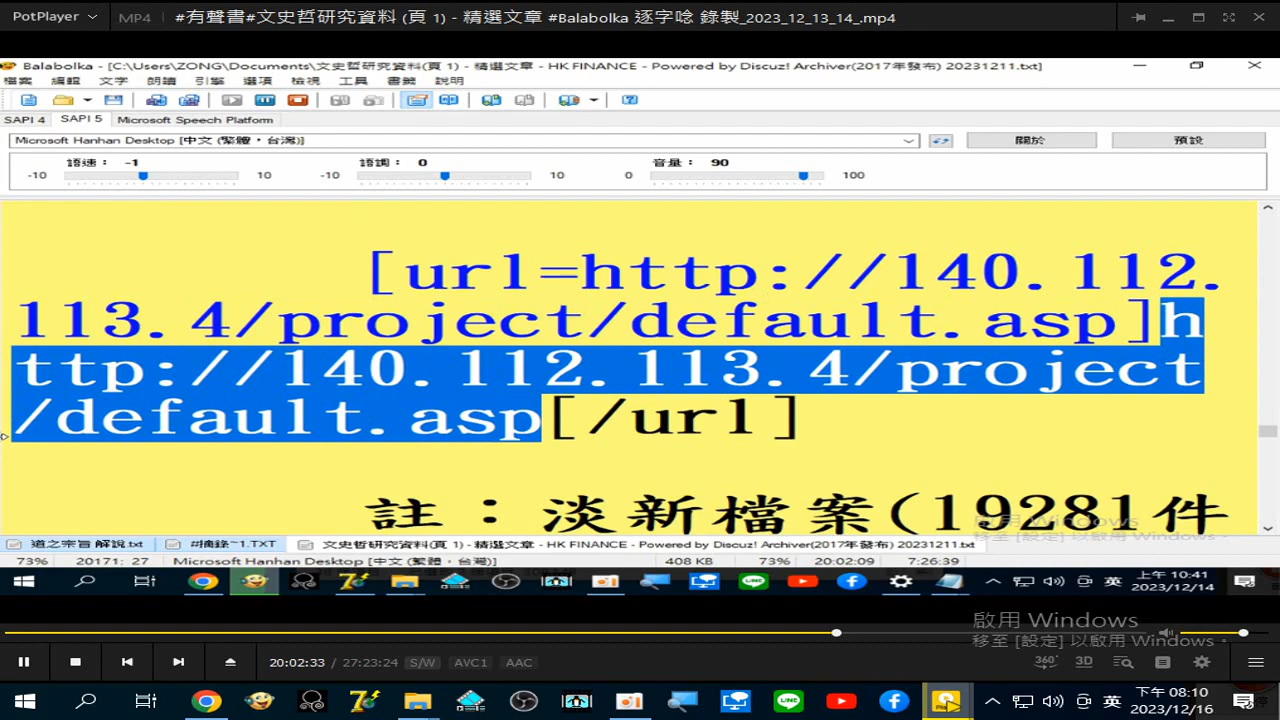 PotPlayer MP4 #有聲書#文史哲研究資料 (頁 1) - 精選文章 #Balabolka 逐字唸 錄製_2023_12_13_14_.mp4
Balabolka - [C:\Users\ZONG\Documents\文史哲研究資料(頁 1) - 精選文章 - HK FINANCE - Powered by Discuz! Archiver(2017年發布) 20231211.txt]
檔案 編輯 文字 朗讀 引擎 選項 檢視 工具 書籤 說明
SAPI 4 SAPI 5 Microsoft Speech Platform
Microsoft Hanhan Desktop [中文 (繁體，台灣)] 關於 預設
語速： -1 語調： 0 音量： 90
-10 10 -10 10 0 100
[url=http://140.112.
113.4/project/default.asp]h
ttp://140.112.113.4/project
/default.asp[/url]
註：淡新檔案(19281件
啟用 Windows
移至 [設定] 以啟用 Windows。
道之宗旨 解說.txt #摘錄~1.TXT 文史哲研究資料(頁 1) - 精選文章 - HK FINANCE - Powered by Discuz! Archiver(2017年發布) 20231211.txt
73% 20171: 27 Microsoft Hanhan Desktop [中文 (繁體，台灣)] 408 KB 73% 20:02:09 7:26:39
英 上午 10:41
2023/12/14
啟用 Windows
移至 [設定] 以啟用 Windows。
20:02:33 / 27:23:24 S/W AVC1 AAC 360° 3D
英 下午 08:10
2023/12/16